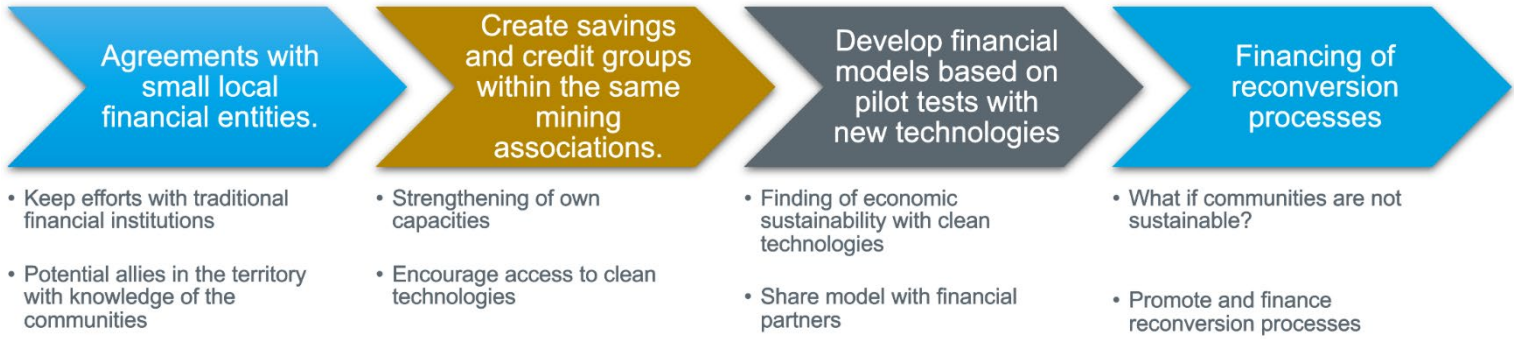 Agreements with
small local
financial entities.
• Keep efforts with traditional
financial institutions
• Potential allies in the territory
with knowledge of the
communities
Create savings
and credit groups
within the same
mining
associations.
• Strengthening of own
capacities
• Encourage access to clean
technologies
Develop financial
models based on
pilot tests with
new technologies
• Finding of economic
sustainability with clean
technologies
• Share model with financial
partners
Financing of
reconversion
processes
• What if communities are not
sustainable?
• Promote and finance
reconversion processes